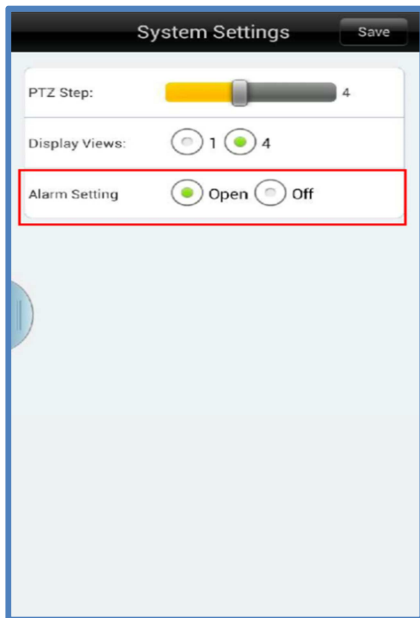 System Settings Save
PTZ Step: 4
Display Views: 1 4
Alarm Setting Open Off